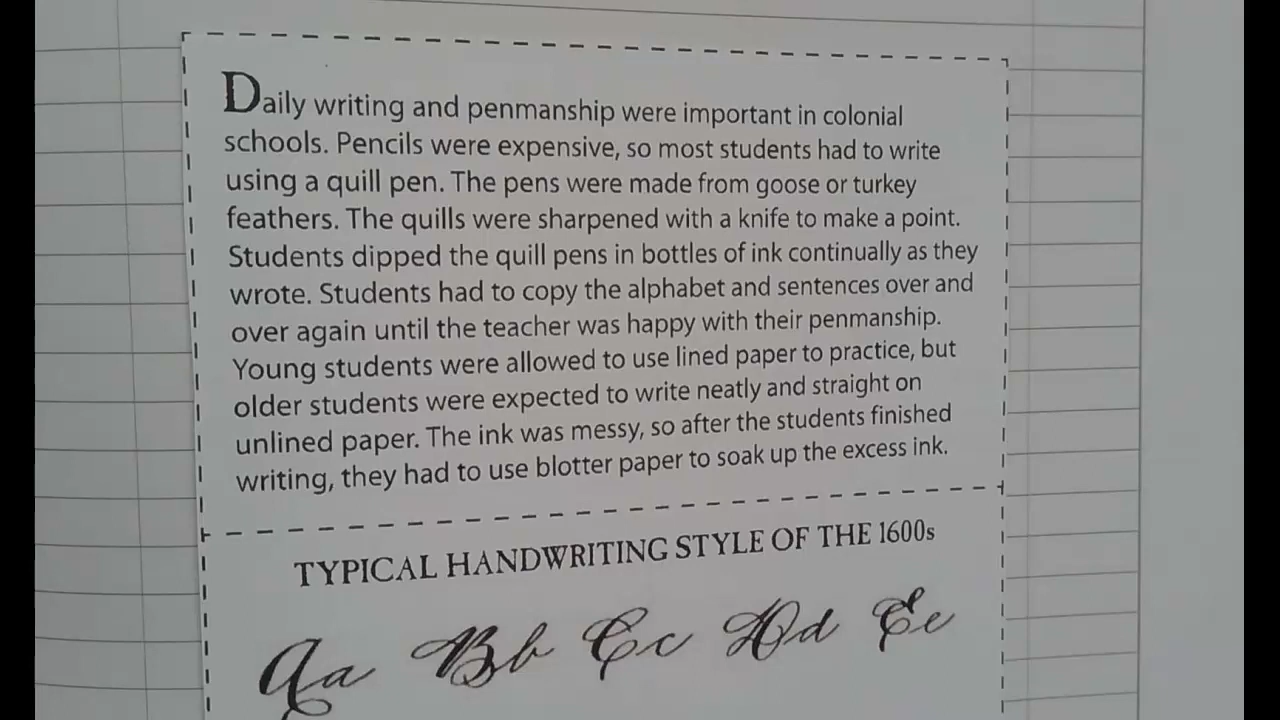 Daily writing and penmanship were important in colonial
schools. Pencils were expensive, so most students had to write
using a quill pen. The pens were made from goose or turkey
feathers. The quills were sharpened with a knife to make a point.
Students dipped the quill pens in bottles of ink continually as they
wrote. Students had to copy the alphabet and sentences over and
over again until the teacher was happy with their penmanship.
Young students were allowed to use lined paper to practice, but
older students were expected to write neatly and straight on
unlined paper. The ink was messy, so after the students finished
writing, they had to use blotter paper to soak up the excess ink.
TYPICAL HANDWRITING STYLE OF THE 1600s
Aa Bb Cc Dd Ee